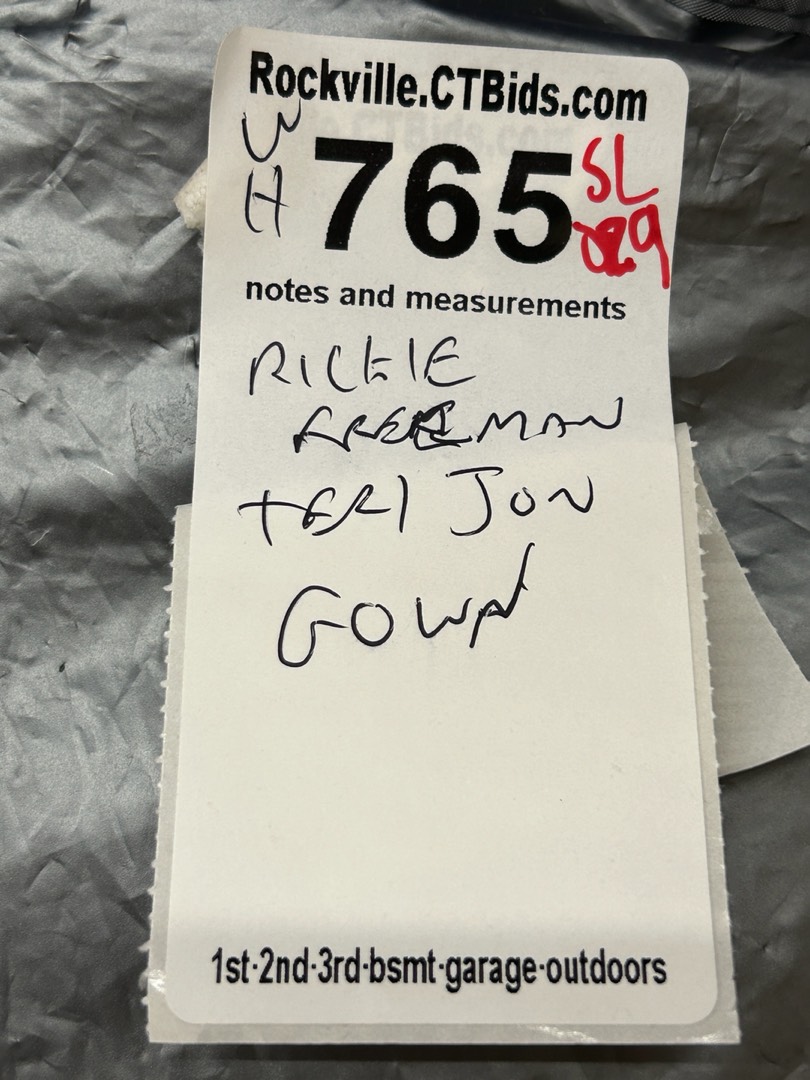 Rockville.CTBids.com
WH
765
SL
notes and measurements
RICKIE
FREEMAN
TERI JON
GOWN
1st·2nd·3rd·bsmt·garage·outdoors